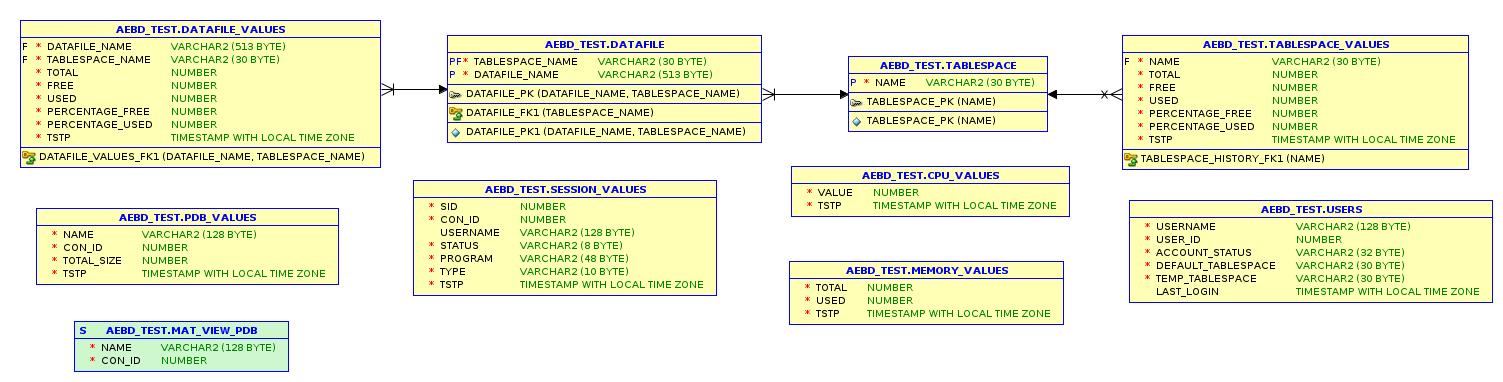 AEBD_TEST.DATAFILE_VALUES
F * DATAFILE_NAME VARCHAR2 (513 BYTE)
F * TABLESPACE_NAME VARCHAR2 (30 BYTE)
* TOTAL NUMBER
* FREE NUMBER
* USED NUMBER
* PERCENTAGE_FREE NUMBER
* PERCENTAGE_USED NUMBER
* TSTP TIMESTAMP WITH LOCAL TIME ZONE
DATAFILE_VALUES_FK1 (DATAFILE_NAME, TABLESPACE_NAME)
AEBD_TEST.DATAFILE
PF* TABLESPACE_NAME VARCHAR2 (30 BYTE)
P * DATAFILE_NAME VARCHAR2 (513 BYTE)
DATAFILE_PK (DATAFILE_NAME, TABLESPACE_NAME)
DATAFILE_FK1 (TABLESPACE_NAME)
DATAFILE_PK1 (DATAFILE_NAME, TABLESPACE_NAME)
AEBD_TEST.TABLESPACE
P * NAME VARCHAR2 (30 BYTE)
TABLESPACE_PK (NAME)
TABLESPACE_PK (NAME)
AEBD_TEST.TABLESPACE_VALUES
F * NAME VARCHAR2 (30 BYTE)
* TOTAL NUMBER
* FREE NUMBER
* USED NUMBER
* PERCENTAGE_FREE NUMBER
* PERCENTAGE_USED NUMBER
* TSTP TIMESTAMP WITH LOCAL TIME ZONE
TABLESPACE_HISTORY_FK1 (NAME)
AEBD_TEST.PDB_VALUES
* NAME VARCHAR2 (128 BYTE)
* CON_ID NUMBER
* TOTAL_SIZE NUMBER
* TSTP TIMESTAMP WITH LOCAL TIME ZONE
AEBD_TEST.SESSION_VALUES
* SID NUMBER
* CON_ID NUMBER
USERNAME VARCHAR2 (128 BYTE)
* STATUS VARCHAR2 (8 BYTE)
* PROGRAM VARCHAR2 (48 BYTE)
* TYPE VARCHAR2 (10 BYTE)
* TSTP TIMESTAMP WITH LOCAL TIME ZONE
AEBD_TEST.CPU_VALUES
* VALUE NUMBER
* TSTP TIMESTAMP WITH LOCAL TIME ZONE
AEBD_TEST.MEMORY_VALUES
* TOTAL NUMBER
* USED NUMBER
* TSTP TIMESTAMP WITH LOCAL TIME ZONE
AEBD_TEST.USERS
* USERNAME VARCHAR2 (128 BYTE)
* USER_ID NUMBER
* ACCOUNT_STATUS VARCHAR2 (32 BYTE)
* DEFAULT_TABLESPACE VARCHAR2 (30 BYTE)
* TEMP_TABLESPACE VARCHAR2 (30 BYTE)
LAST_LOGIN TIMESTAMP WITH LOCAL TIME ZONE
S AEBD_TEST.MAT_VIEW_PDB
* NAME VARCHAR2 (128 BYTE)
* CON_ID NUMBER